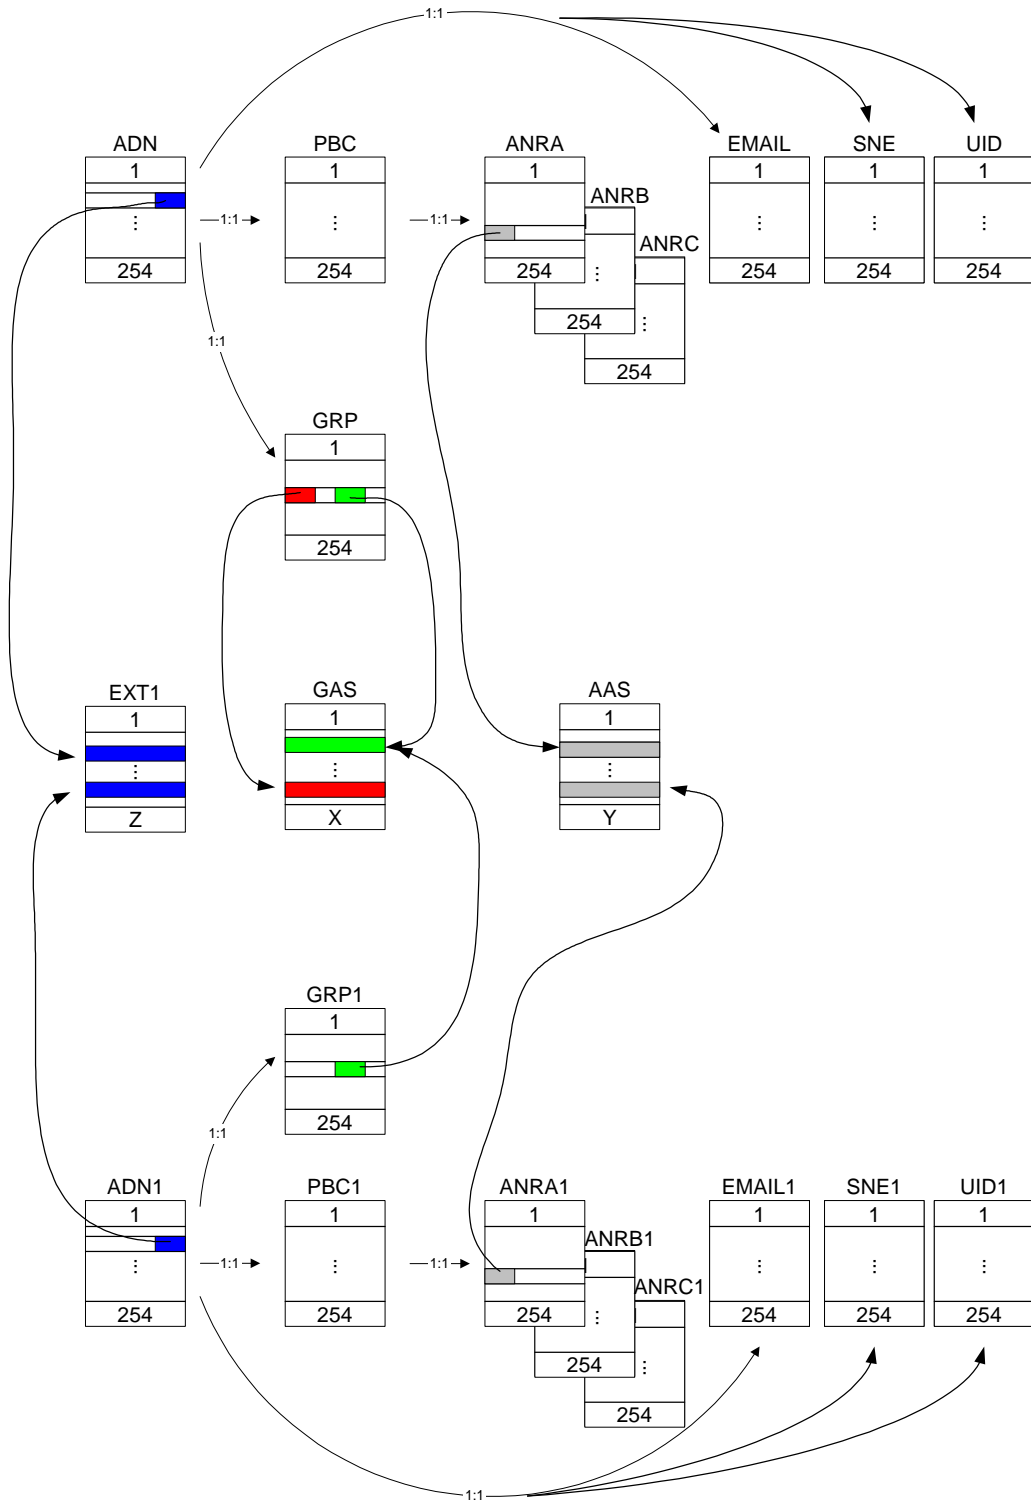 1:1
ADN PBC ANRA EMAIL SNE UID
1 1 1 1 1 1
ANRB
1:1 1:1
⋮ ⋮ ⋮ ⋮ ⋮
ANRC
254 254 254 254 254 254
⋮
254 ⋮
1:1
254
GRP
1
254
EXT1 GAS AAS
1 1 1
⋮ ⋮ ⋮
Z X Y
GRP1
1
254
1:1
ADN1 PBC1 ANRA1 EMAIL1 SNE1 UID1
1 1 1 1 1 1
ANRB1
1:1 1:1
⋮ ⋮ ⋮ ⋮ ⋮
ANRC1
254 254 254 254 254 254
⋮
254 ⋮
254
1:1